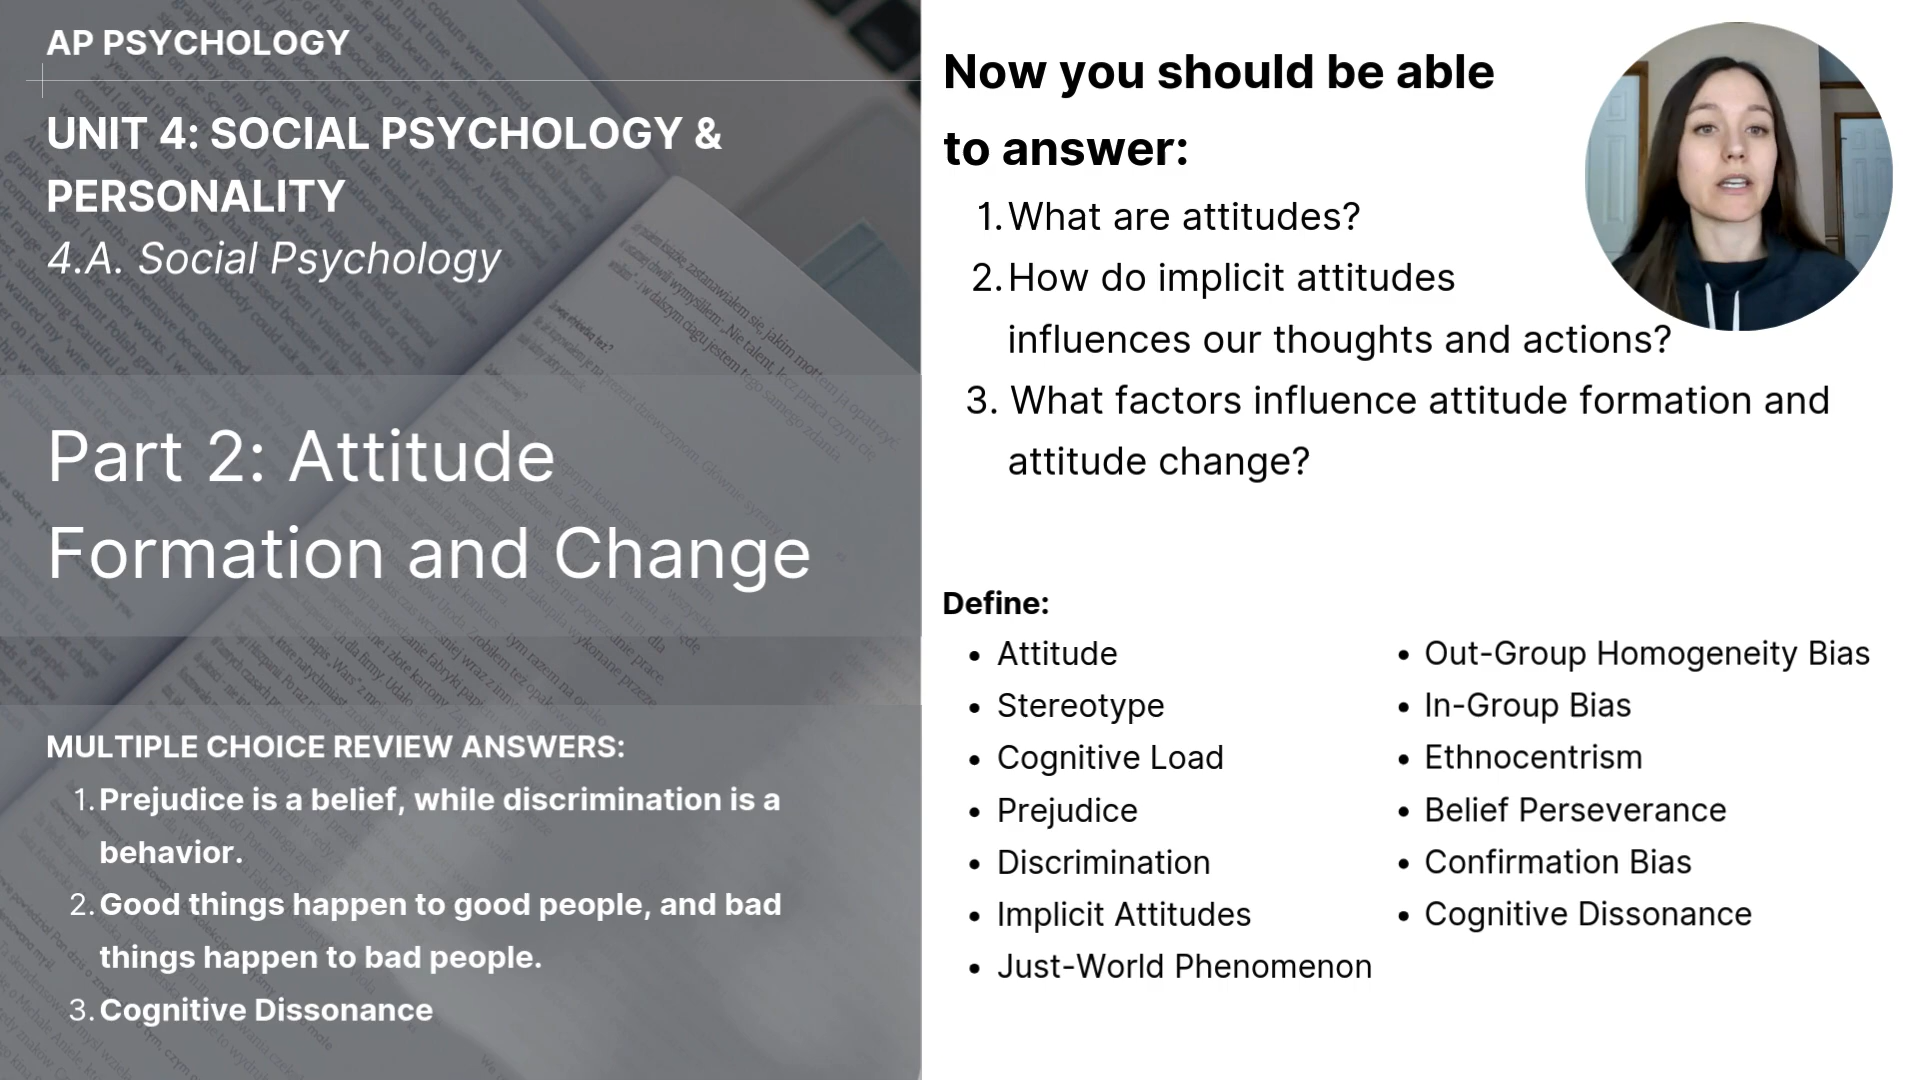 AP PSYCHOLOGY
UNIT 4: SOCIAL PSYCHOLOGY &
PERSONALITY
4.A. Social Psychology
Part 2: Attitude
Formation and Change
MULTIPLE CHOICE REVIEW ANSWERS:
1. Prejudice is a belief, while discrimination is a
behavior.
2. Good things happen to good people, and bad
things happen to bad people.
3. Cognitive Dissonance
Now you should be able
to answer:
1. What are attitudes?
2. How do implicit attitudes
influences our thoughts and actions?
3. What factors influence attitude formation and
attitude change?
Define:
• Attitude
• Stereotype
• Cognitive Load
• Prejudice
• Discrimination
• Implicit Attitudes
• Just-World Phenomenon
• Out-Group Homogeneity Bias
• In-Group Bias
• Ethnocentrism
• Belief Perseverance
• Confirmation Bias
• Cognitive Dissonance